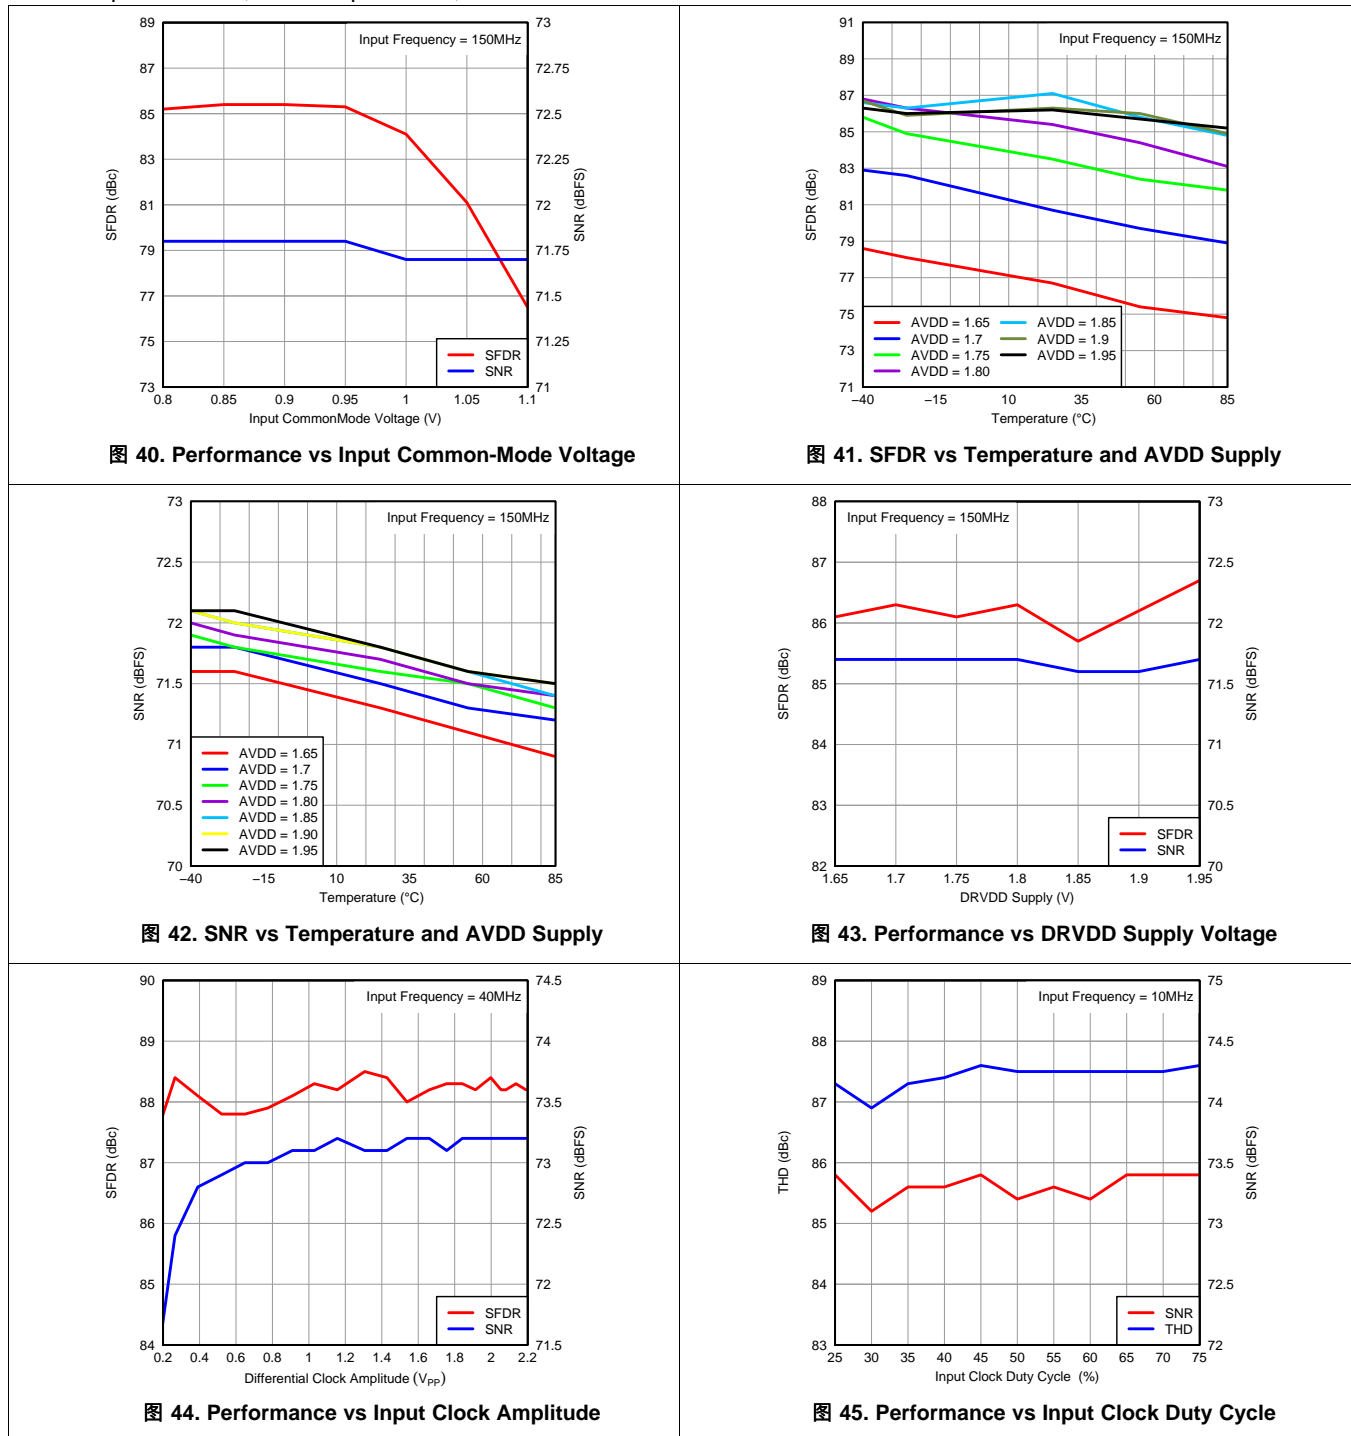 Input Frequency = 150MHz
89
87
85
83
81
79
77
75
73
73
72.75
72.5
72.25
72
71.75
71.5
71.25
71
SFDR (dBc)
SNR (dBFS)
SFDR
SNR
0.8 0.85 0.9 0.95 1 1.05 1.1
Input CommonMode Voltage (V)
图 40. Performance vs Input Common-Mode Voltage
Input Frequency = 150MHz
91
89
87
85
83
81
79
77
75
73
71
SFDR (dBc)
AVDD = 1.65
AVDD = 1.7
AVDD = 1.75
AVDD = 1.80
AVDD = 1.85
AVDD = 1.9
AVDD = 1.95
−40 −15 10 35 60 85
Temperature (°C)
图 41. SFDR vs Temperature and AVDD Supply
Input Frequency = 150MHz
73
72.5
72
71.5
71
70.5
70
SNR (dBFS)
AVDD = 1.65
AVDD = 1.7
AVDD = 1.75
AVDD = 1.80
AVDD = 1.85
AVDD = 1.90
AVDD = 1.95
−40 −15 10 35 60 85
Temperature (°C)
图 42. SNR vs Temperature and AVDD Supply
Input Frequency = 150MHz
88
87
86
85
84
83
82
73
72.5
72
71.5
71
70.5
70
SFDR (dBc)
SNR (dBFS)
SFDR
SNR
1.65 1.7 1.75 1.8 1.85 1.9 1.95
DRVDD Supply (V)
图 43. Performance vs DRVDD Supply Voltage
Input Frequency = 40MHz
90
89
88
87
86
85
84
74.5
74
73.5
73
72.5
72
71.5
SFDR (dBc)
SNR (dBFS)
SFDR
SNR
0.2 0.4 0.6 0.8 1 1.2 1.4 1.6 1.8 2 2.2
Differential Clock Amplitude (VPP)
图 44. Performance vs Input Clock Amplitude
Input Frequency = 10MHz
89
88
87
86
85
84
83
75
74.5
74
73.5
73
72.5
72
THD (dBc)
SNR (dBFS)
SNR
THD
25 30 35 40 45 50 55 60 65 70 75
Input Clock Duty Cycle (%)
图 45. Performance vs Input Clock Duty Cycle